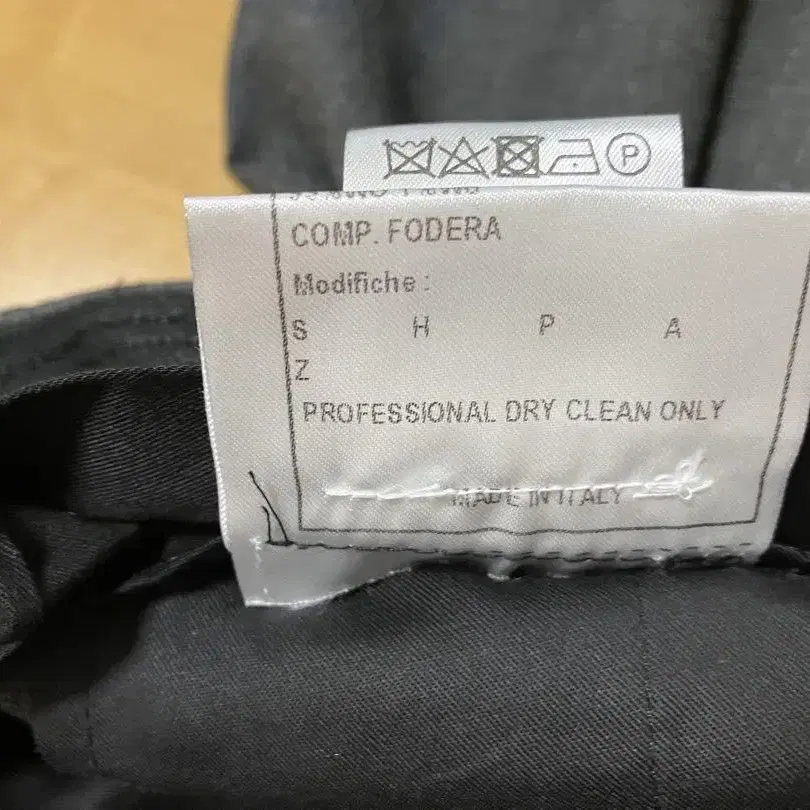 P
COMP. FODERA
Modifiche :
S H P A
Z
PROFESSIONAL DRY CLEAN ONLY
MADE IN ITALY